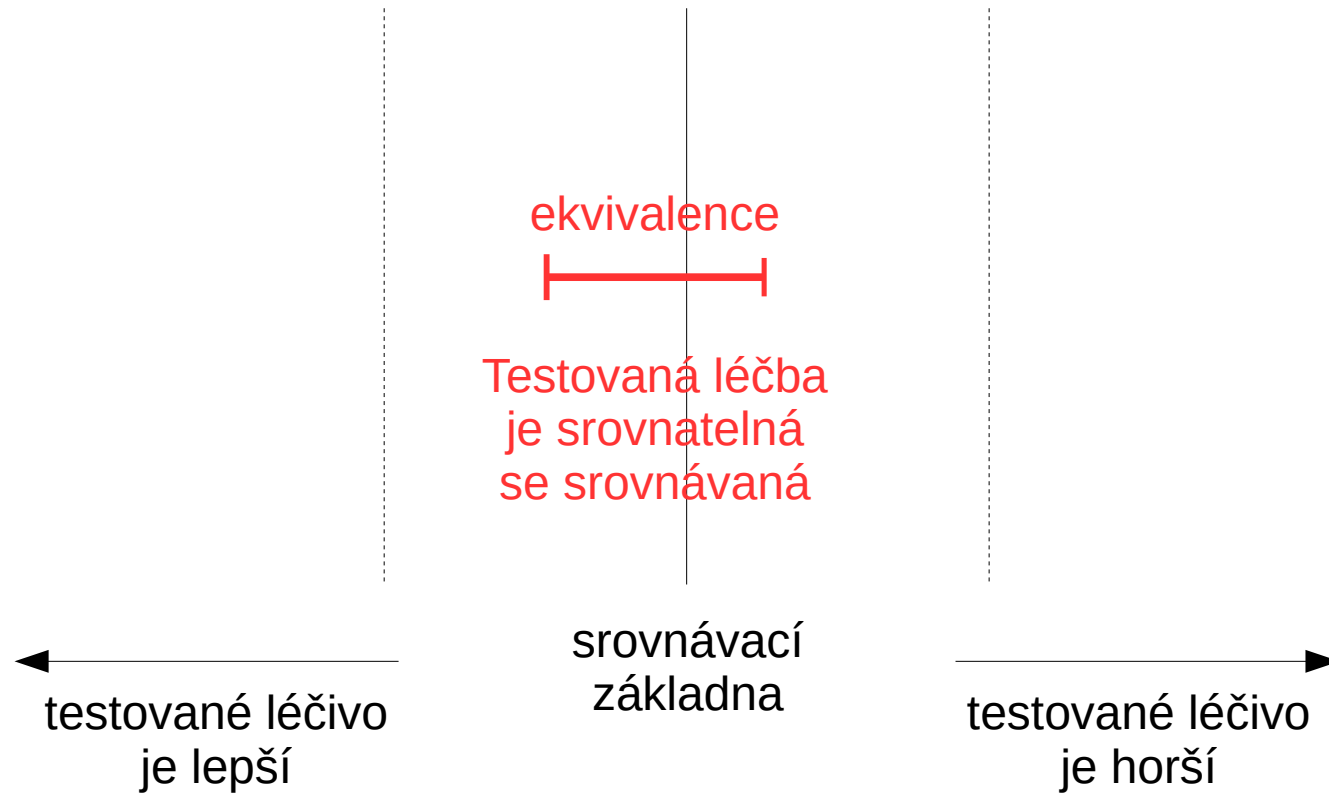 ekvivalence
Testovaná léčba
je srovnatelná
se srovnávaná
srovnávací
základna
testované léčivo
je lepší
testované léčivo
je horší